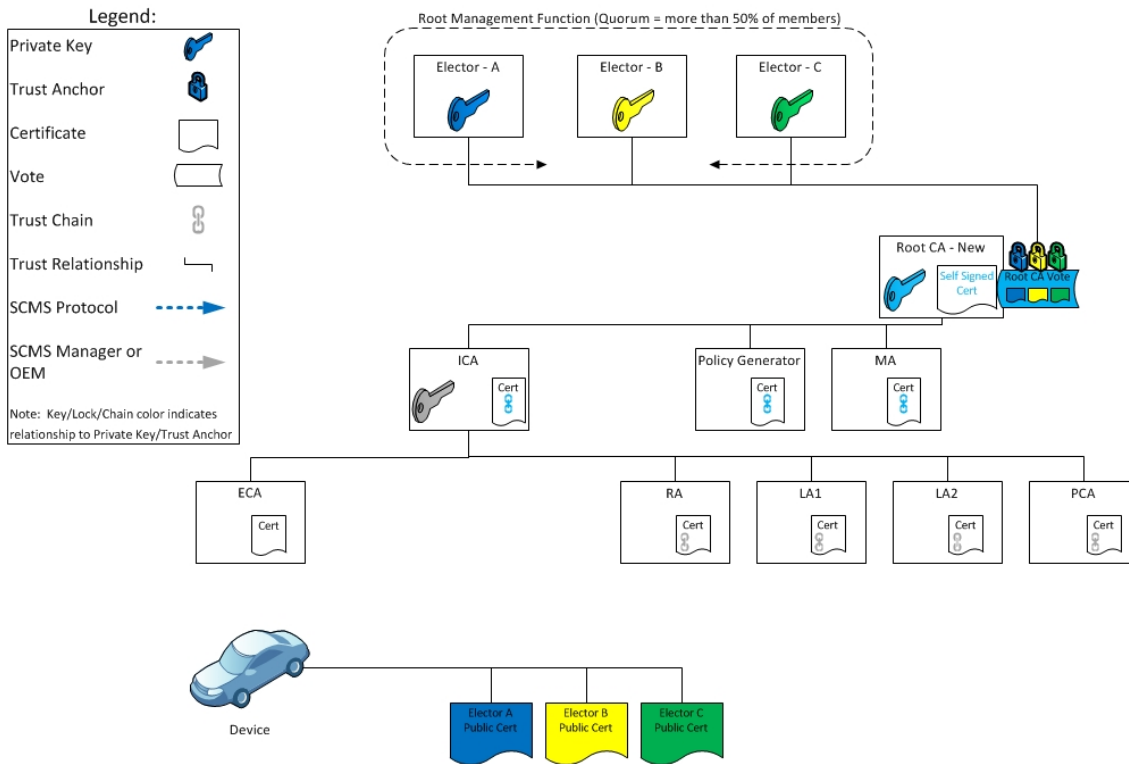 Legend:
Private Key
Trust Anchor
Certificate
Vote
Trust Chain
Trust Relationship
SCMS Protocol
SCMS Manager or
OEM
Note:  Key/Lock/Chain color indicates
relationship to Private Key/Trust Anchor
Root Management Function (Quorum = more than 50% of members)
Elector - A
Elector - B
Elector - C
Root CA - New
Self Signed
Cert
Root CA Vote
ICA
Cert
Policy Generator
Cert
MA
Cert
ECA
Cert
RA
Cert
LA1
Cert
LA2
Cert
PCA
Cert
Device
Elector A
Public Cert
Elector B
Public Cert
Elector C
Public Cert